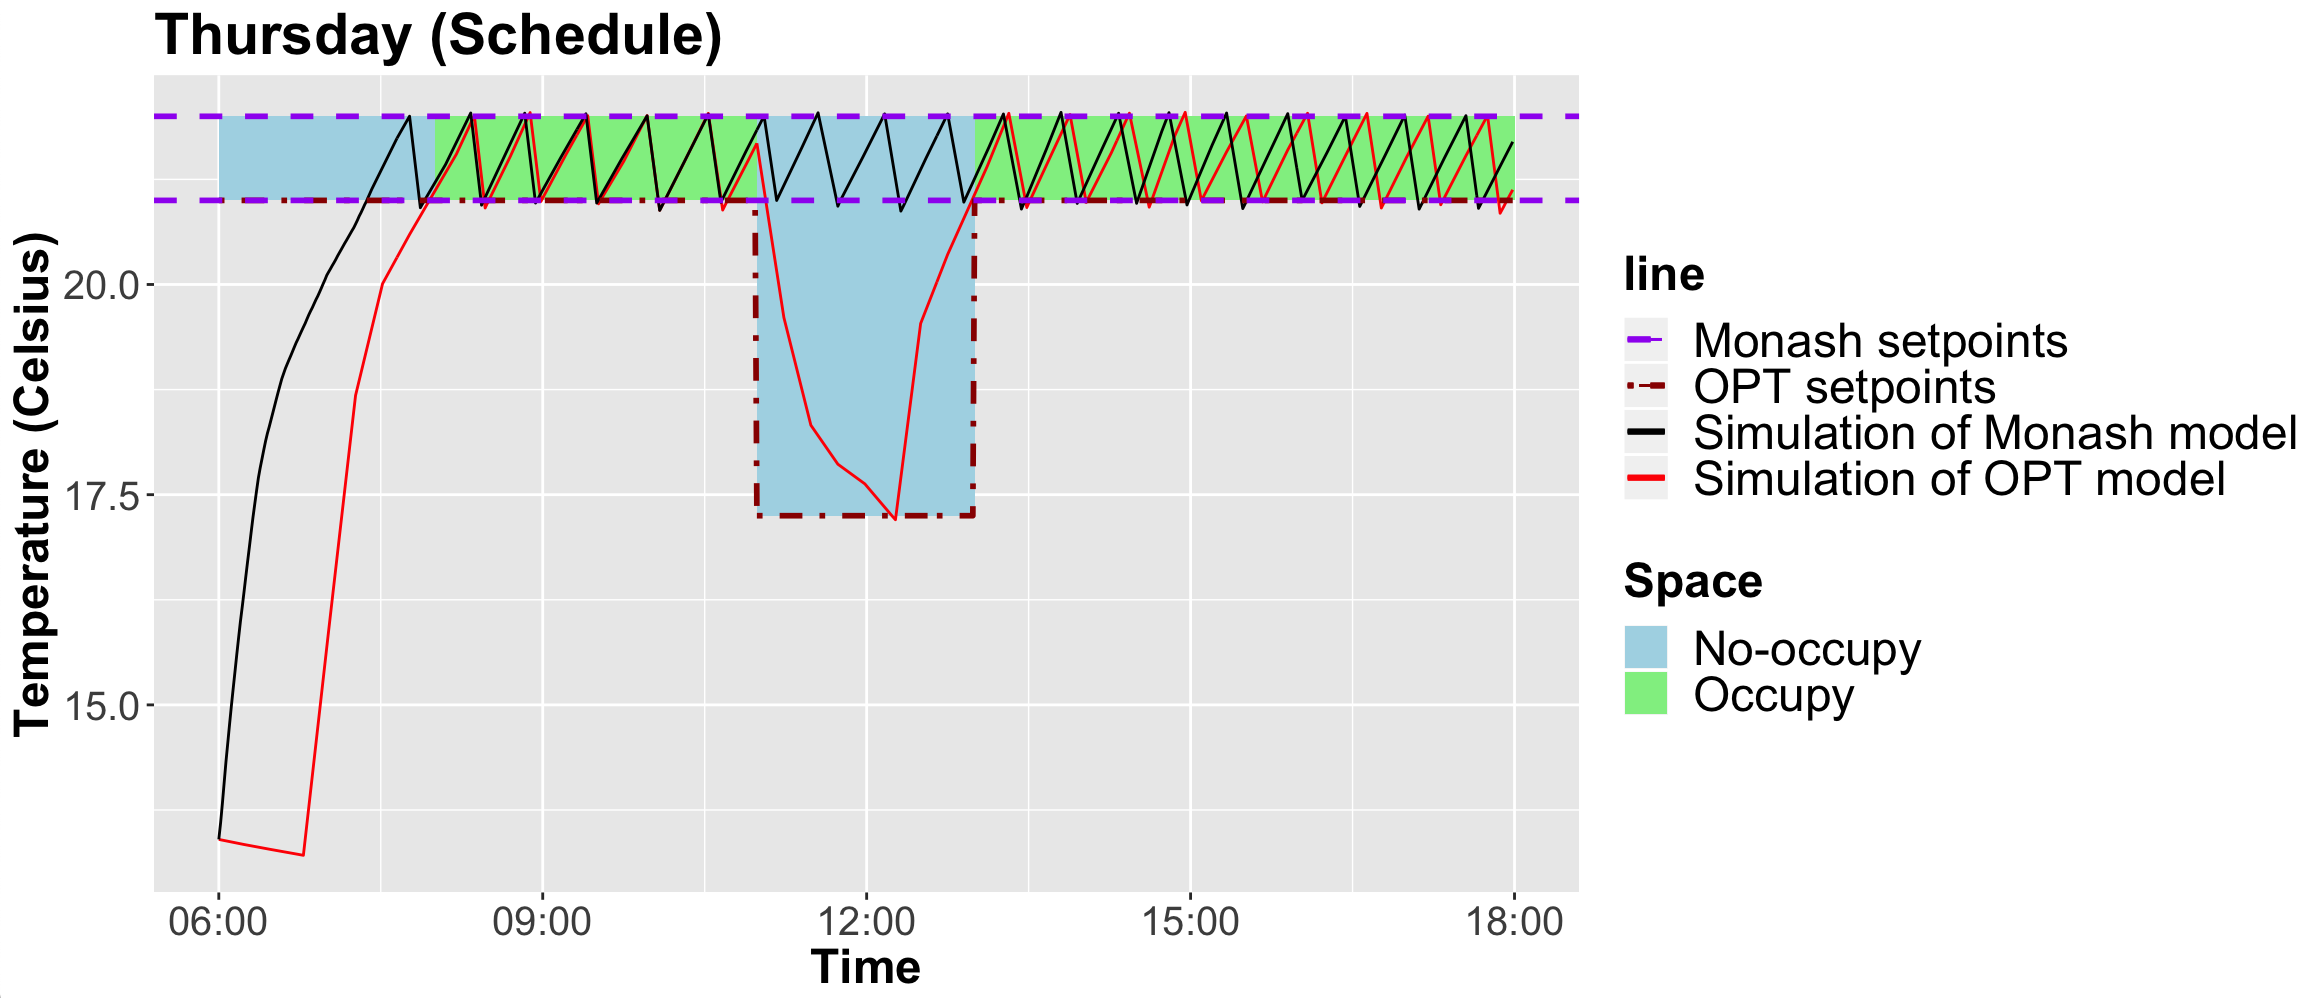 Thursday (Schedule)
Temperature (Celsius)
20.0
17.5
15.0
06:00
09:00
12:00
15:00
18:00
Time
line
Monash setpoints
OPT setpoints
Simulation of Monash model
Simulation of OPT model
Space
No-occupy
Occupy